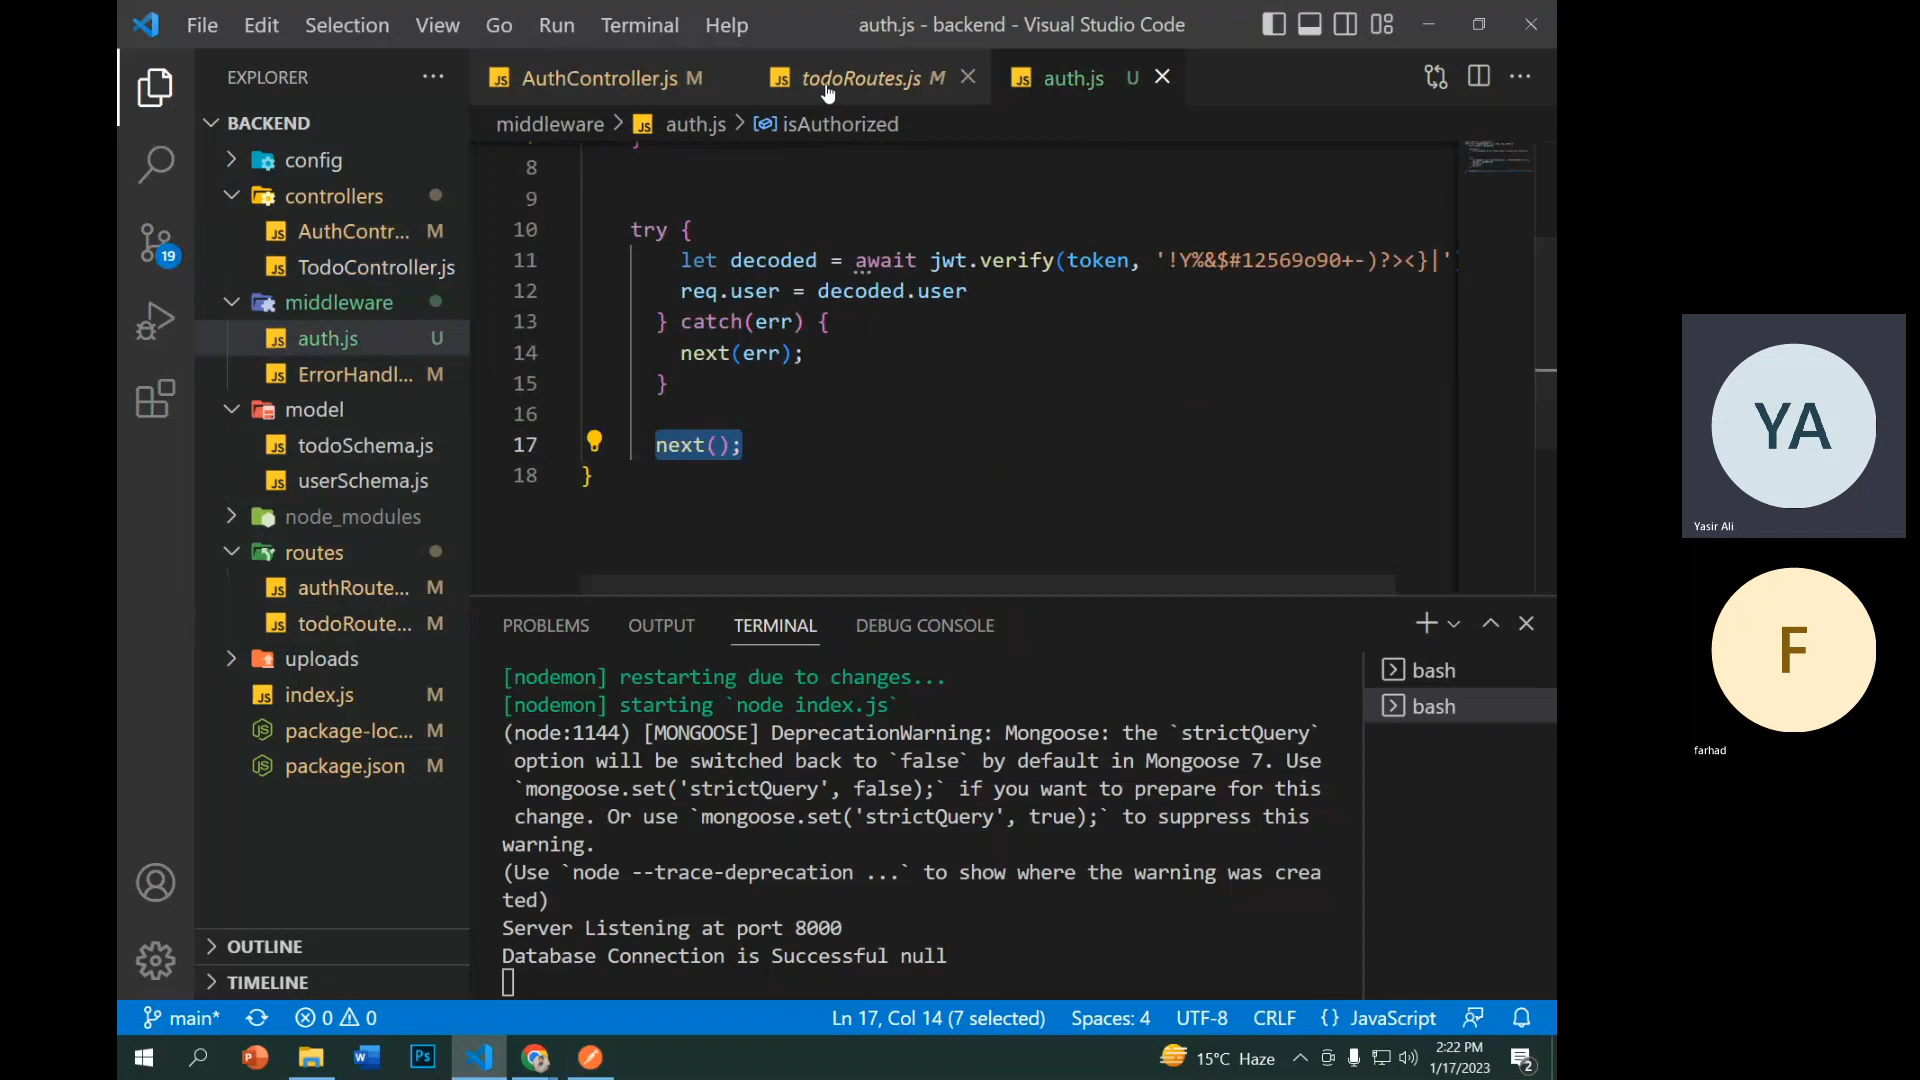 File Edit Selection View Go Run Terminal Help
auth.js - backend - Visual Studio Code
EXPLORER
BACKEND
config
controllers
AuthContr... M
TodoController.js
middleware
auth.js U
ErrorHandl... M
model
todoSchema.js
userSchema.js
node_modules
routes
authRoute... M
todoRoute... M
uploads
index.js M
package-loc... M
package.json M
OUTLINE
TIMELINE
19
AuthController.js M
todoRoutes.js M
auth.js U
middleware > auth.js > isAuthorized
8
9
10 try {
11 let decoded = await jwt.verify(token, '!Y%&$#12569o90+-)?><}|'
12 req.user = decoded.user
13 } catch(err) {
14 next(err);
15 }
16
17 next();
18 }
PROBLEMS OUTPUT TERMINAL DEBUG CONSOLE
[nodemon] restarting due to changes...
[nodemon] starting `node index.js`
(node:1144) [MONGOOSE] DeprecationWarning: Mongoose: the `strictQuery`
option will be switched back to `false` by default in Mongoose 7. Use
`mongoose.set('strictQuery', false);` if you want to prepare for this
change. Or use `mongoose.set('strictQuery', true);` to suppress this
warning.
(Use `node --trace-deprecation ...` to show where the warning was crea
ted)
Server Listening at port 8000
Database Connection is Successful null
bash
bash
main* 0 0
Ln 17, Col 14 (7 selected) Spaces: 4 UTF-8 CRLF {} JavaScript
Ps
15°C Haze
2:22 PM
1/17/2023
2
YA
Yasir Ali
F
farhad